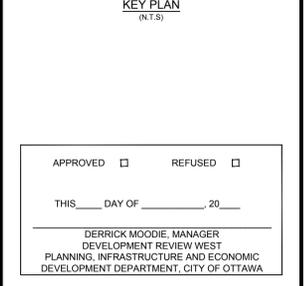 KEY PLAN
(N.T.S)
APPROVED ☐ REFUSED ☐
THIS_____ DAY OF ____________, 20____
DERRICK MOODIE, MANAGER
DEVELOPMENT REVIEW WEST
PLANNING, INFRASTRUCTURE AND ECONOMIC
DEVELOPMENT DEPARTMENT, CITY OF OTTAWA